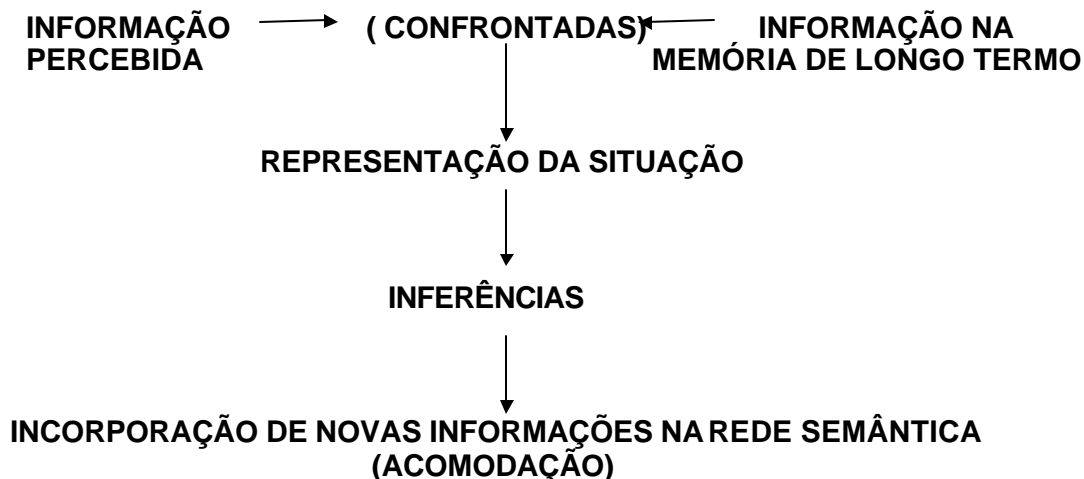 INFORMAÇÃO PERCEBIDA
( CONFRONTADAS)
INFORMAÇÃO NA
MEMÓRIA DE LONGO TERMO
REPRESENTAÇÃO DA SITUAÇÃO
INFERÊNCIAS
INCORPORAÇÃO DE NOVAS INFORMAÇÕES NA REDE SEMÂNTICA
(ACOMODAÇÃO)